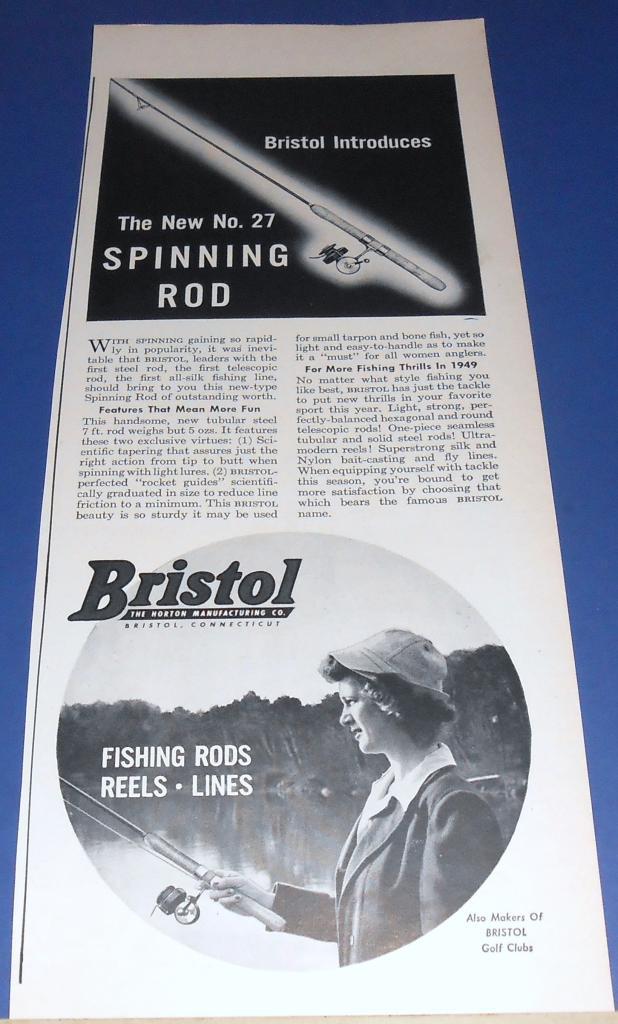 Bristol Introduces
The New No. 27
SPINNING
ROD
WITH SPINNING gaining so rapid-
ly in popularity, it was inevi-
table that BRISTOL, leaders with the
first steel rod, the first telescopic
rod, the first all-silk fishing line,
should bring to you this new-type
Spinning Rod of outstanding worth.
Features That Mean More Fun
This handsome, new tubular steel
7 ft. rod weighs but 5 ozs. It features
these two exclusive virtues: (1) Sci-
entific tapering that assures just the
right action from tip to butt when
spinning with light lures. (2) BRISTOL-
perfected "rocket guides" scientifi-
cally graduated in size to reduce line
friction to a minimum. This BRISTOL
beauty is so sturdy it may be used
for small tarpon and bone fish, yet so
light and easy-to-handle as to make
it a "must" for all women anglers.
For More Fishing Thrills In 1949
No matter what style fishing you
like best, BRISTOL has just the tackle
to put new thrills in your favorite
sport this year. Light, strong, per-
fectly-balanced hexagonal and round
telescopic rods! One-piece seamless
tubular and solid steel rods! Ultra-
modern reels! Superstrong silk and
Nylon bait-casting and fly lines.
When equipping yourself with tackle
this season, you're bound to get
more satisfaction by choosing that
which bears the famous BRISTOL
name.
Bristol
THE HORTON MANUFACTURING CO.
BRISTOL, CONNECTICUT
FISHING RODS
REELS • LINES
Also Makers Of
BRISTOL
Golf Clubs